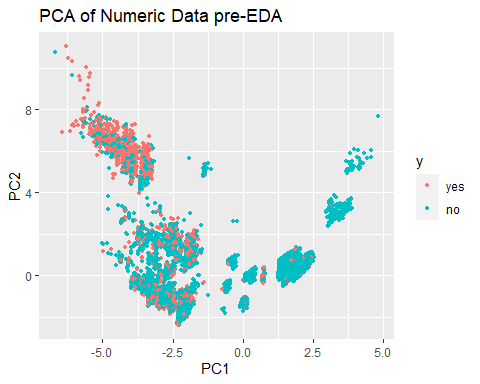 PCA of Numeric Data pre-EDA
8
4
0
PC2
-5.0 -2.5 0.0 2.5 5.0
PC1
y
yes
no